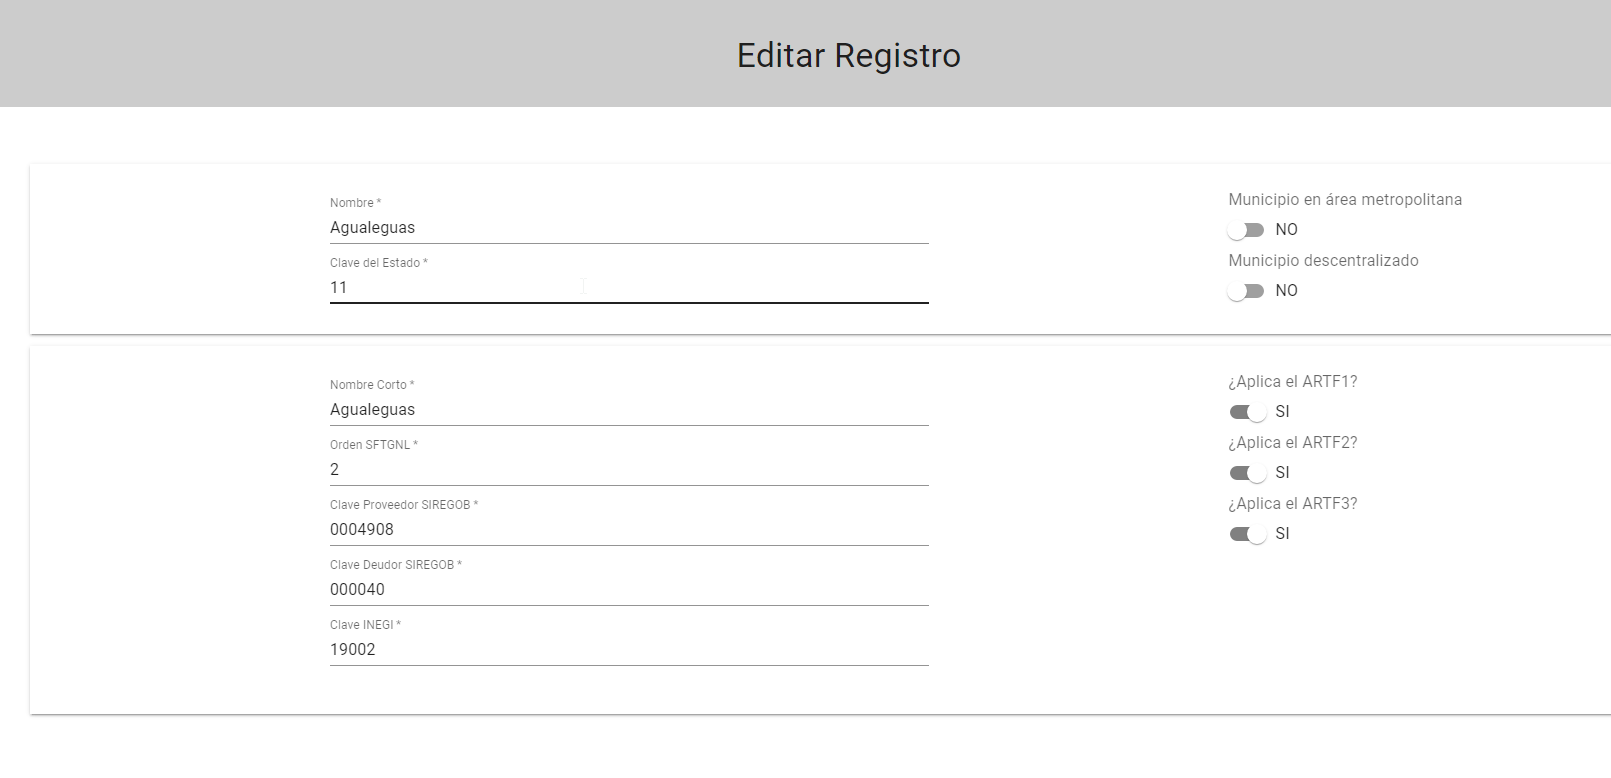 Editar Registro
Nombre *
Agualeguas
Clave del Estado *
11
Municipio en área metropolitana
NO
Municipio descentralizado
NO
Nombre Corto *
Agualeguas
Orden SFTGNL *
2
Clave Proveedor SIREGOB *
0004908
Clave Deudor SIREGOB *
000040
Clave INEGI *
19002
¿Aplica el ARTF1?
SI
¿Aplica el ARTF2?
SI
¿Aplica el ARTF3?
SI